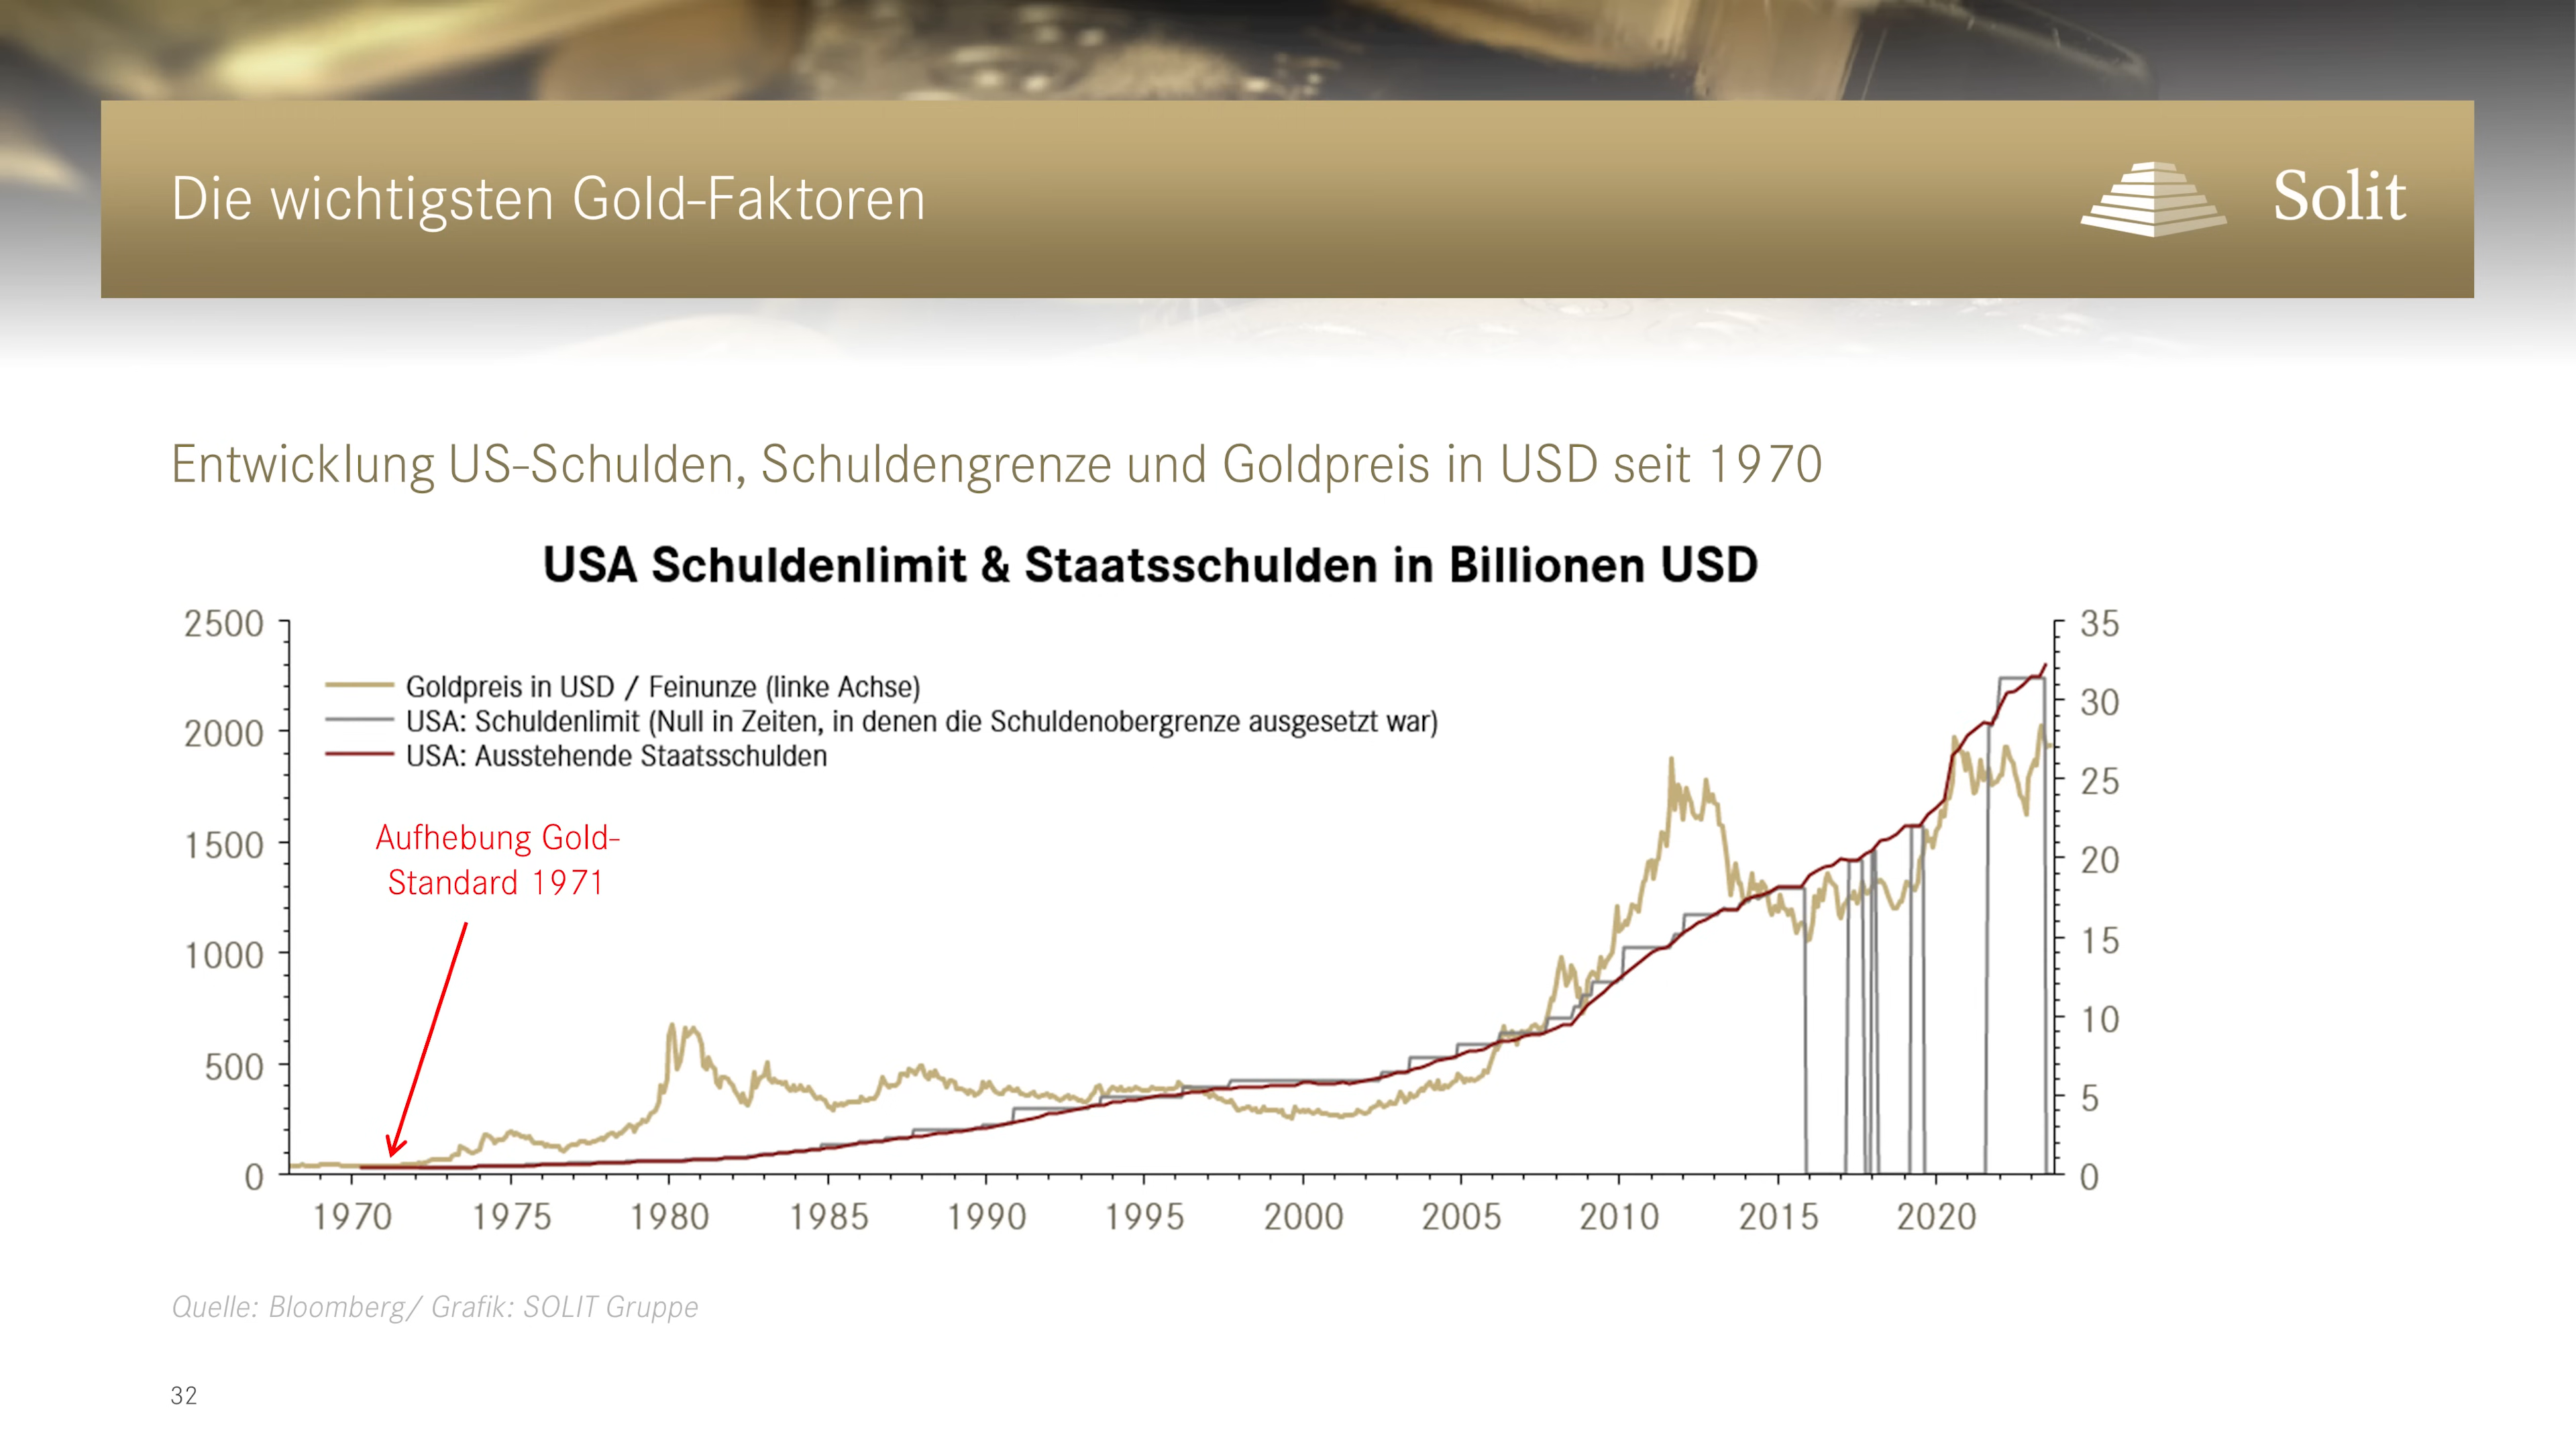 Die wichtigsten Gold-Faktoren
Solit
Entwicklung US-Schulden, Schuldengrenze und Goldpreis in USD seit 1970
USA Schuldenlimit & Staatsschulden in Billionen USD
2500
2000
1500
1000
500
0
35
30
25
20
15
10
5
0
Goldpreis in USD / Feinunze (linke Achse)
USA: Schuldenlimit (Null in Zeiten, in denen die Schuldenobergrenze ausgesetzt war)
USA: Ausstehende Staatsschulden
Aufhebung Gold-
Standard 1971
1970 1975 1980 1985 1990 1995 2000 2005 2010 2015 2020
Quelle: Bloomberg/ Grafik: SOLIT Gruppe
32